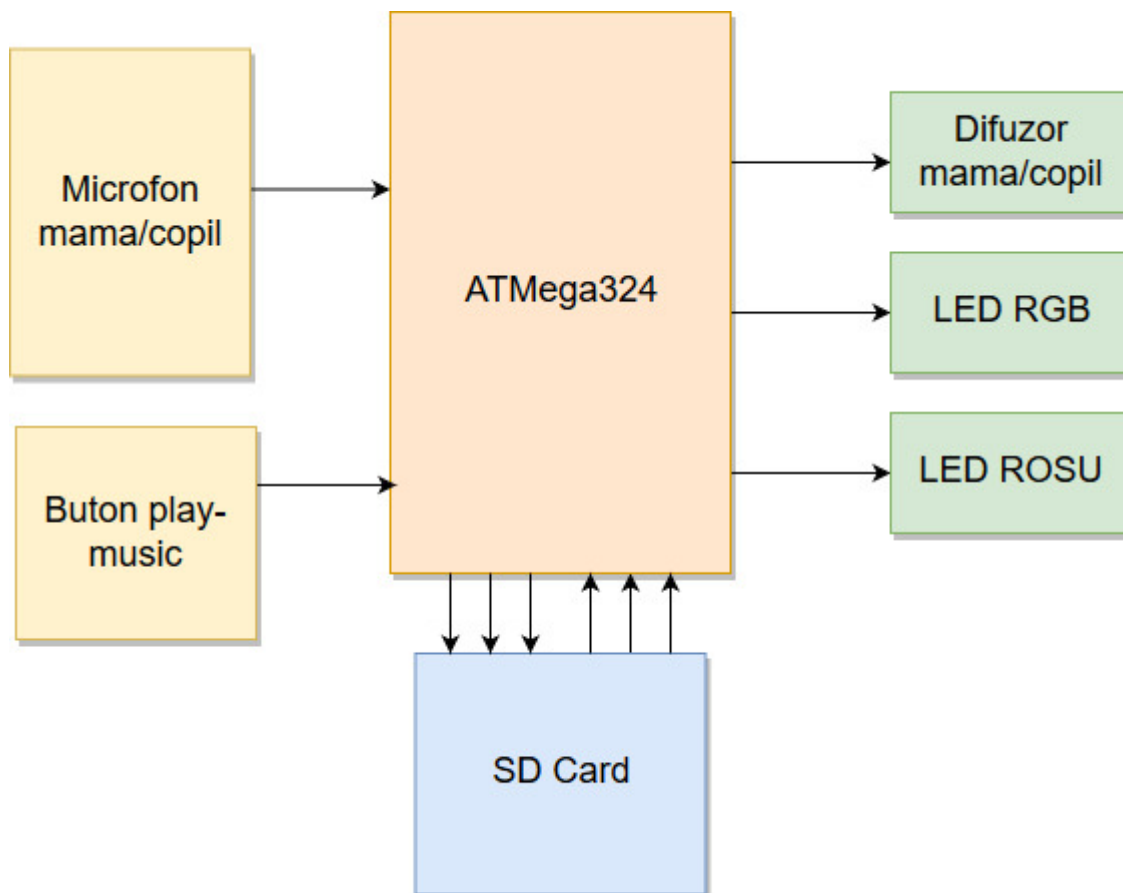 Microfon
mama/copil
Buton play-
music
ATMega324
Difuzor
mama/copil
LED RGB
LED ROSU
SD Card